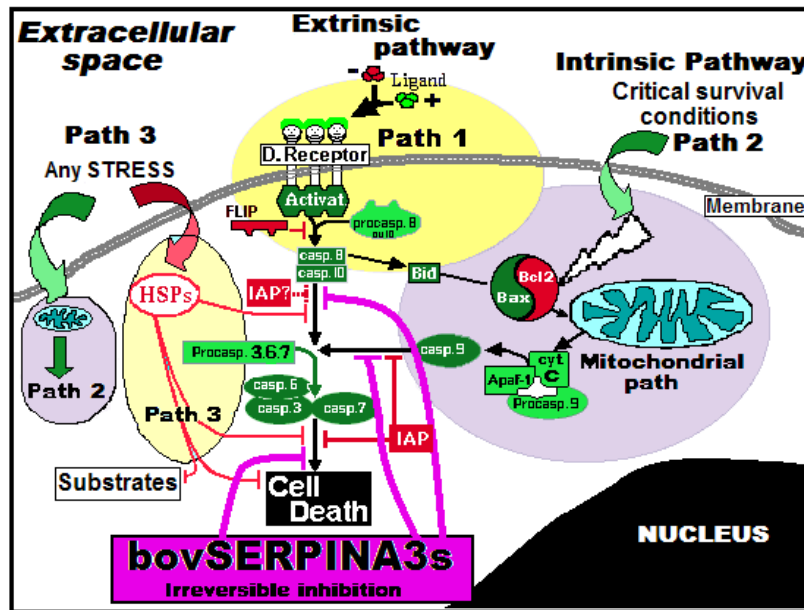 Extracellular
space
Extrinsic
pathway
- Ligand
+
Intrinsic Pathway
Critical survival
conditions
Path 2
Path 3
Any STRESS
Path 1
D. Receptor
Activat
FLIP
procasp. 8
ou 10
Membrane
casp. 8
casp. 10
Bid
Bax
Bcl2
HSPs
IAP?
Path 2
Procasp. 3.6.7
casp. 9
cyt
C
Apaf-1
Procasp. 9
Mitochondrial
path
casp. 6
casp. 3
casp. 7
Path 3
IAP
Substrates
Cell
Death
NUCLEUS
bovSERPINA3s
Irreversible inhibition